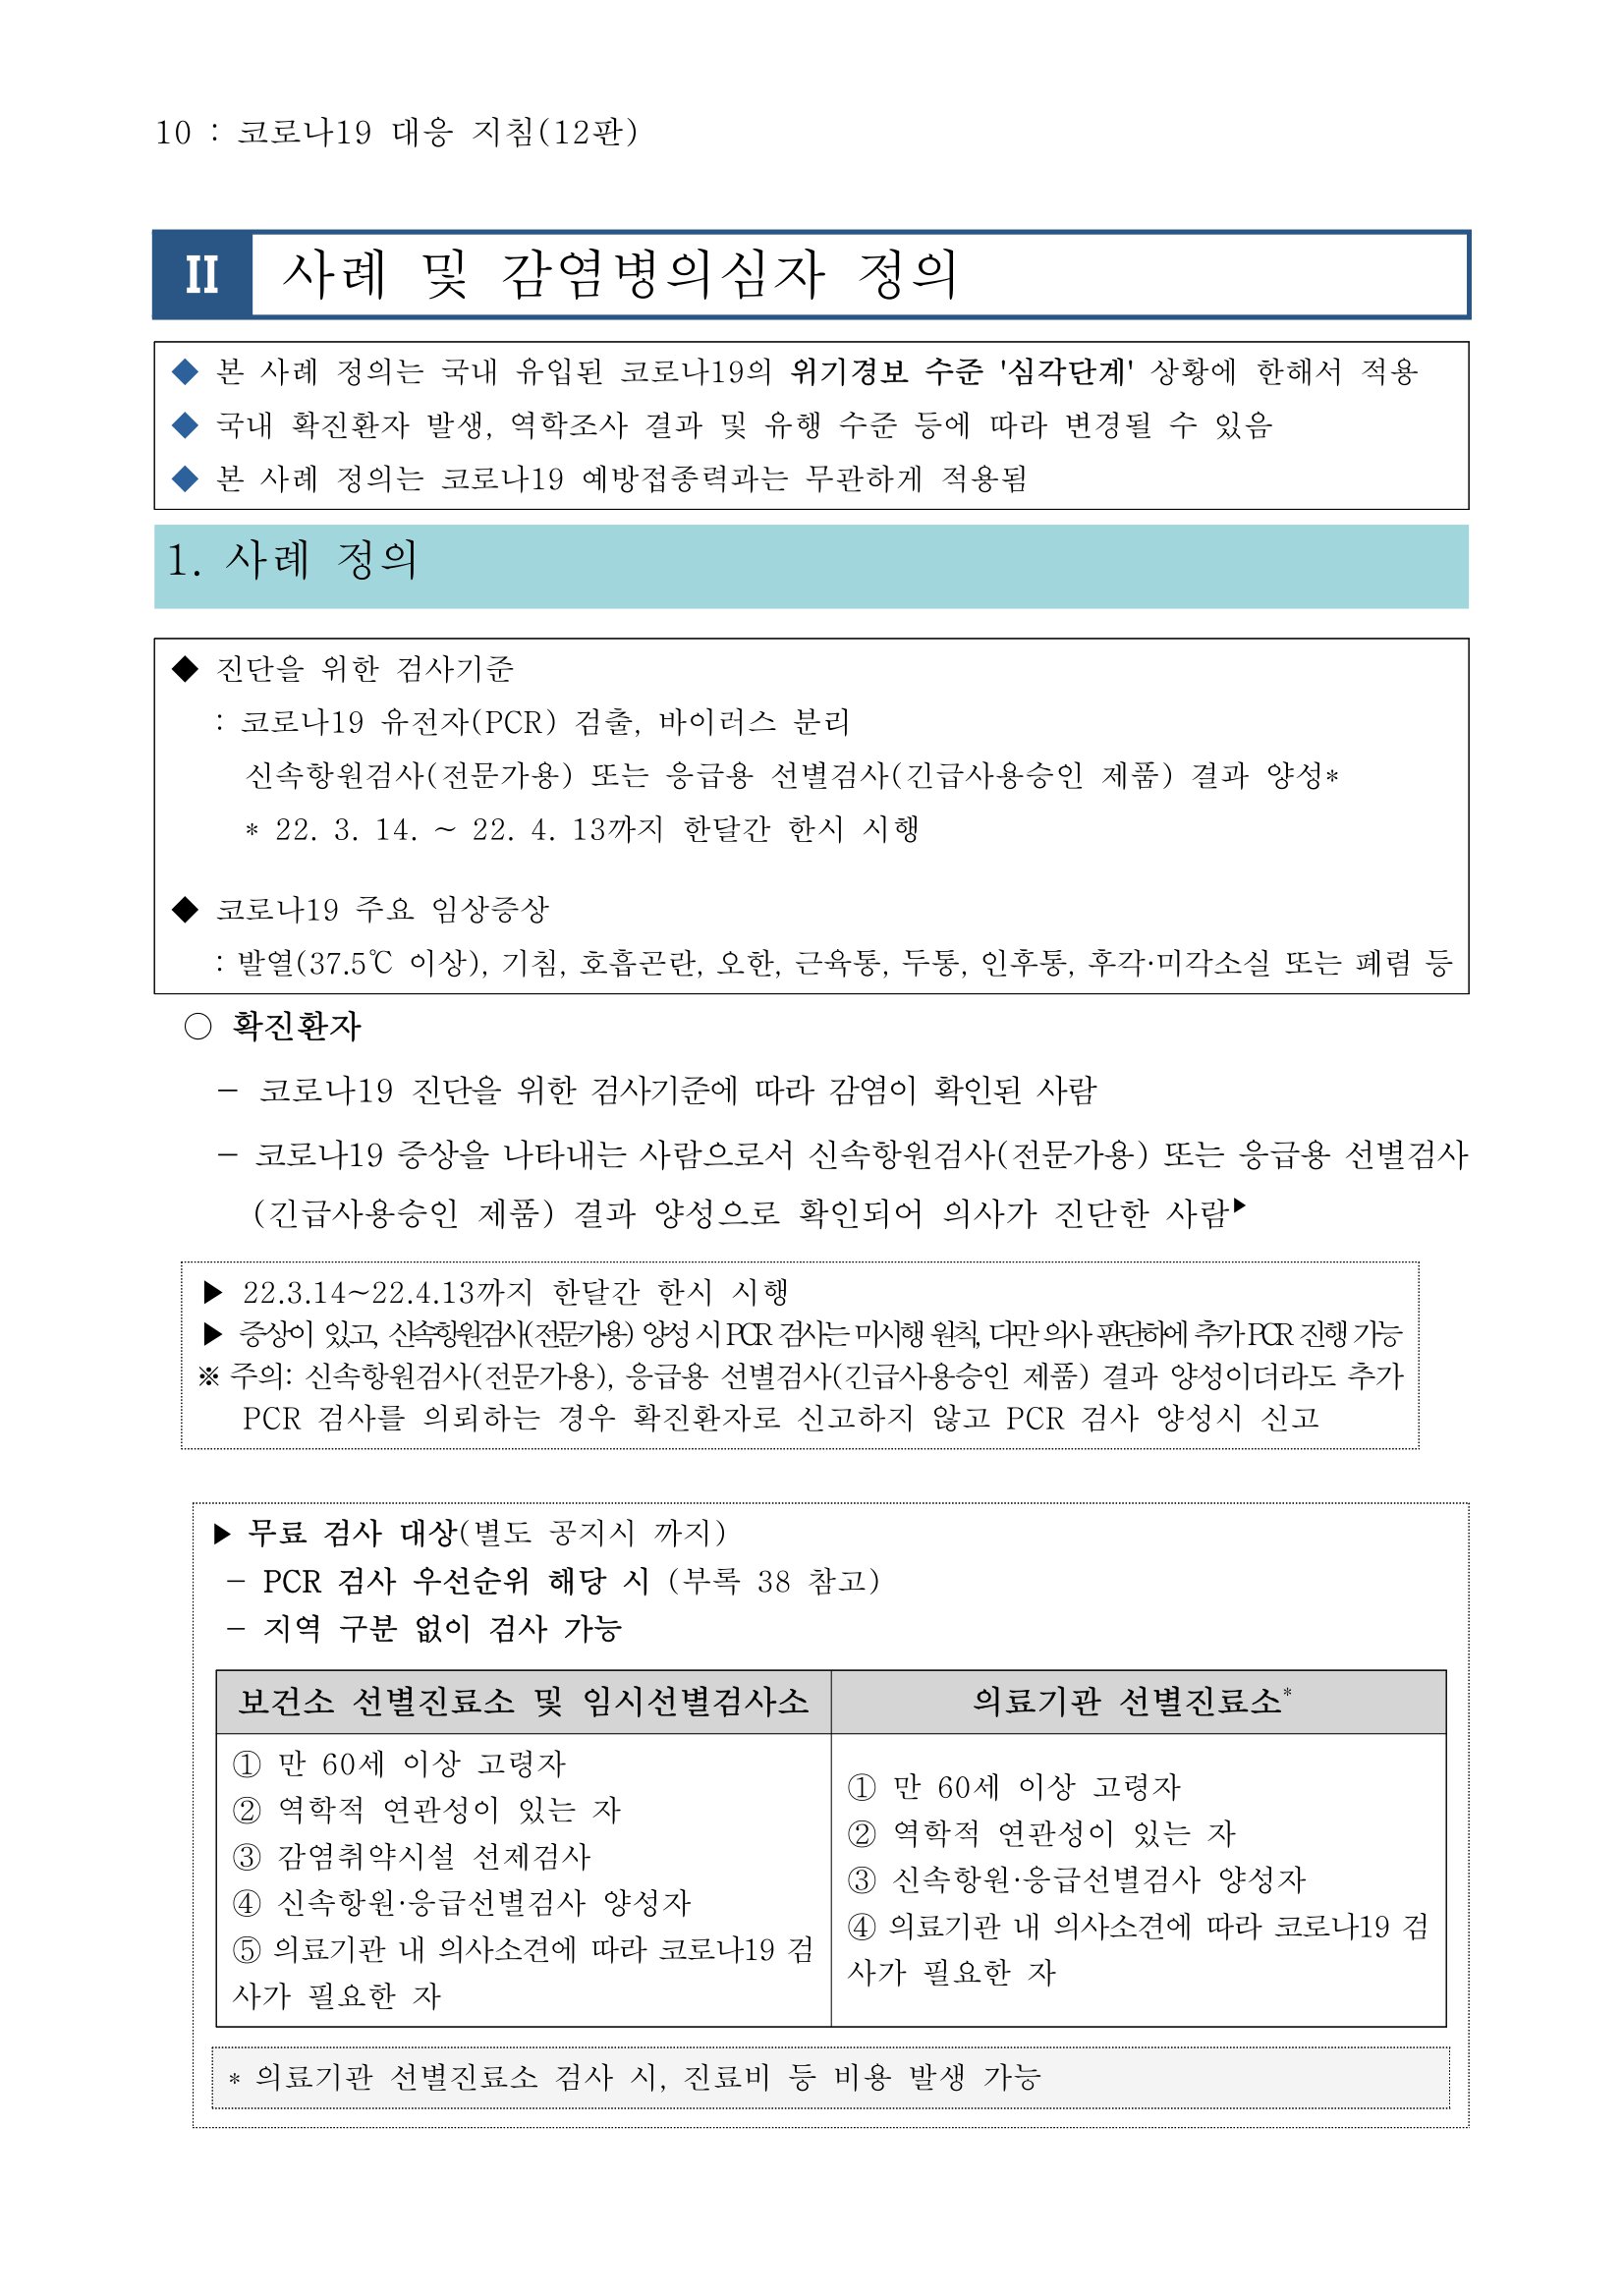 10 : 코로나19 대응 지침(12판)
II 사례 및 감염병의심자 정의
◆ 본 사례 정의는 국내 유입된 코로나19의 위기경보 수준 '심각단계' 상황에 한해서 적용
◆ 국내 확진환자 발생, 역학조사 결과 및 유행 수준 등에 따라 변경될 수 있음
◆ 본 사례 정의는 코로나19 예방접종력과는 무관하게 적용됨
1. 사례 정의
◆ 진단을 위한 검사기준
: 코로나19 유전자(PCR) 검출, 바이러스 분리
신속항원검사(전문가용) 또는 응급용 선별검사(긴급사용승인 제품) 결과 양성*
* 22. 3. 14. ~ 22. 4. 13까지 한달간 한시 시행
◆ 코로나19 주요 임상증상
: 발열(37.5℃ 이상), 기침, 호흡곤란, 오한, 근육통, 두통, 인후통, 후각·미각소실 또는 폐렴 등
○ 확진환자
− 코로나19 진단을 위한 검사기준에 따라 감염이 확인된 사람
− 코로나19 증상을 나타내는 사람으로서 신속항원검사(전문가용) 또는 응급용 선별검사
(긴급사용승인 제품) 결과 양성으로 확인되어 의사가 진단한 사람▶
▶ 22.3.14~22.4.13까지 한달간 한시 시행
▶ 증상이 있고, 신속항원검사(전문가용) 양성 시 PCR 검사는 미시행 원칙, 다만 의사 판단하에 추가 PCR 진행 가능
※ 주의: 신속항원검사(전문가용), 응급용 선별검사(긴급사용승인 제품) 결과 양성이더라도 추가
PCR 검사를 의뢰하는 경우 확진환자로 신고하지 않고 PCR 검사 양성시 신고
▶ 무료 검사 대상(별도 공지시 까지)
− PCR 검사 우선순위 해당 시 (부록 38 참고)
− 지역 구분 없이 검사 가능
보건소 선별진료소 및 임시선별검사소
① 만 60세 이상 고령자
② 역학적 연관성이 있는 자
③ 감염취약시설 선제검사
④ 신속항원·응급선별검사 양성자
⑤ 의료기관 내 의사소견에 따라 코로나19 검
사가 필요한 자
의료기관 선별진료소*
① 만 60세 이상 고령자
② 역학적 연관성이 있는 자
③ 신속항원·응급선별검사 양성자
④ 의료기관 내 의사소견에 따라 코로나19 검
사가 필요한 자
* 의료기관 선별진료소 검사 시, 진료비 등 비용 발생 가능